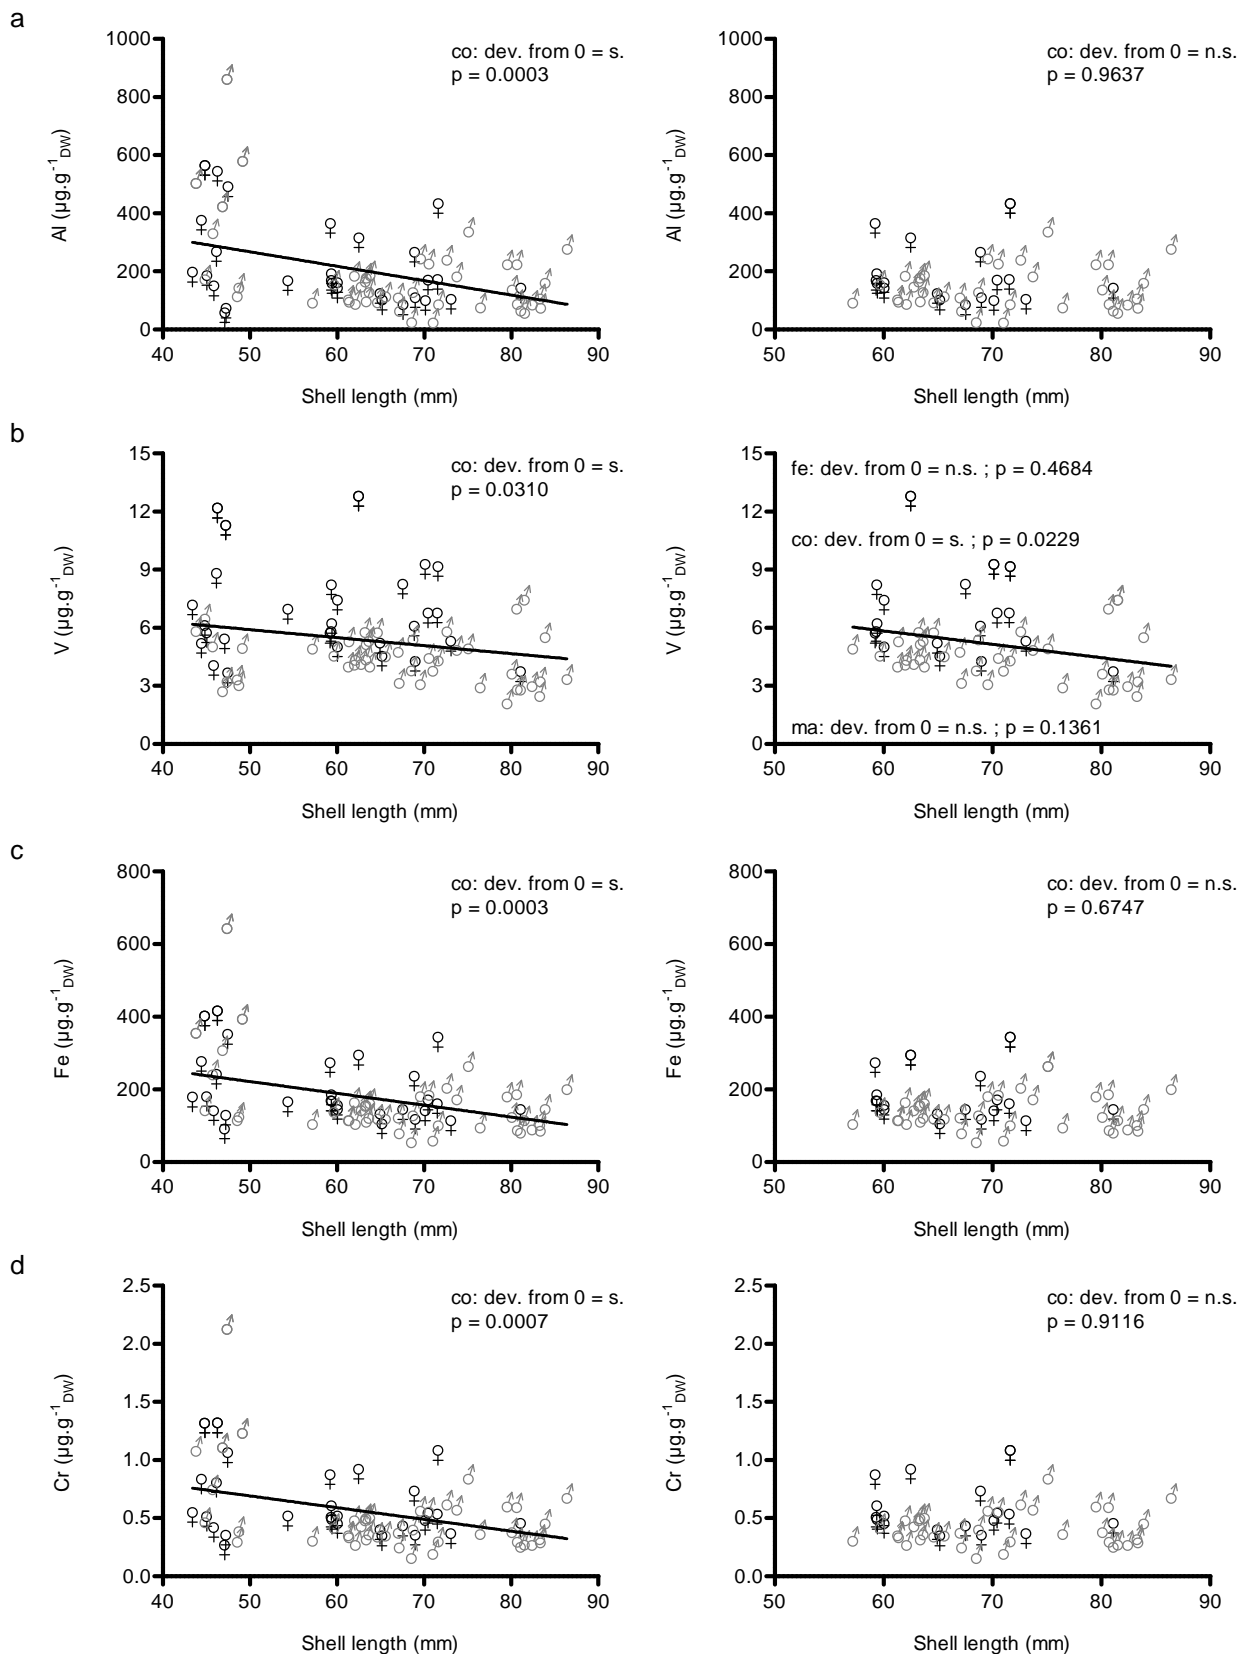 a
co: dev. from 0 = s.
p = 0.0003
1000
800
600
400
200
0
Al (µg.g-1DW)
40 50 60 70 80 90
Shell length (mm)
co: dev. from 0 = n.s.
p = 0.9637
1000
800
600
400
200
0
Al (µg.g-1DW)
50 60 70 80 90
Shell length (mm)
b
co: dev. from 0 = s.
p = 0.0310
15
12
9
6
3
0
V (µg.g-1DW)
40 50 60 70 80 90
Shell length (mm)
fe: dev. from 0 = n.s. ; p = 0.4684
co: dev. from 0 = s. ; p = 0.0229
ma: dev. from 0 = n.s. ; p = 0.1361
15
12
9
6
3
0
V (µg.g-1DW)
50 60 70 80 90
Shell length (mm)
c
co: dev. from 0 = s.
p = 0.0003
800
600
400
200
0
Fe (µg.g-1DW)
40 50 60 70 80 90
Shell length (mm)
co: dev. from 0 = n.s.
p = 0.6747
800
600
400
200
0
Fe (µg.g-1DW)
50 60 70 80 90
Shell length (mm)
d
co: dev. from 0 = s.
p = 0.0007
2.5
2.0
1.5
1.0
0.5
0.0
Cr (µg.g-1DW)
40 50 60 70 80 90
Shell length (mm)
co: dev. from 0 = n.s.
p = 0.9116
2.5
2.0
1.5
1.0
0.5
0.0
Cr (µg.g-1DW)
50 60 70 80 90
Shell length (mm)